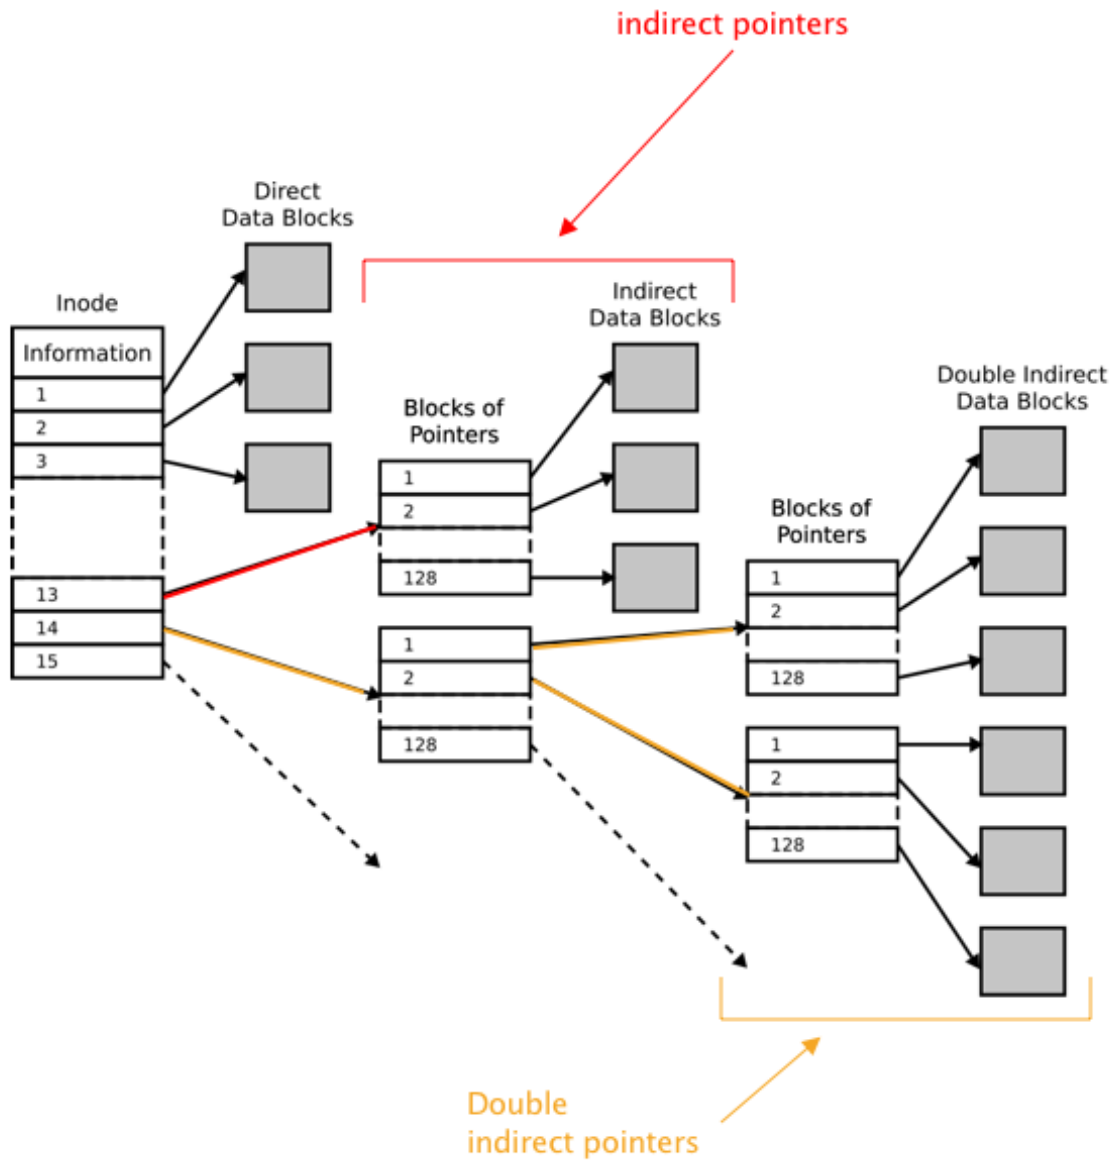 indirect pointers
Direct
Data Blocks
Inode
Information
1
2
3
13
14
15
Blocks of
Pointers
1
2
128
1
2
128
Indirect
Data Blocks
Blocks of
Pointers
1
2
128
1
2
128
Double Indirect
Data Blocks
Double
indirect pointers